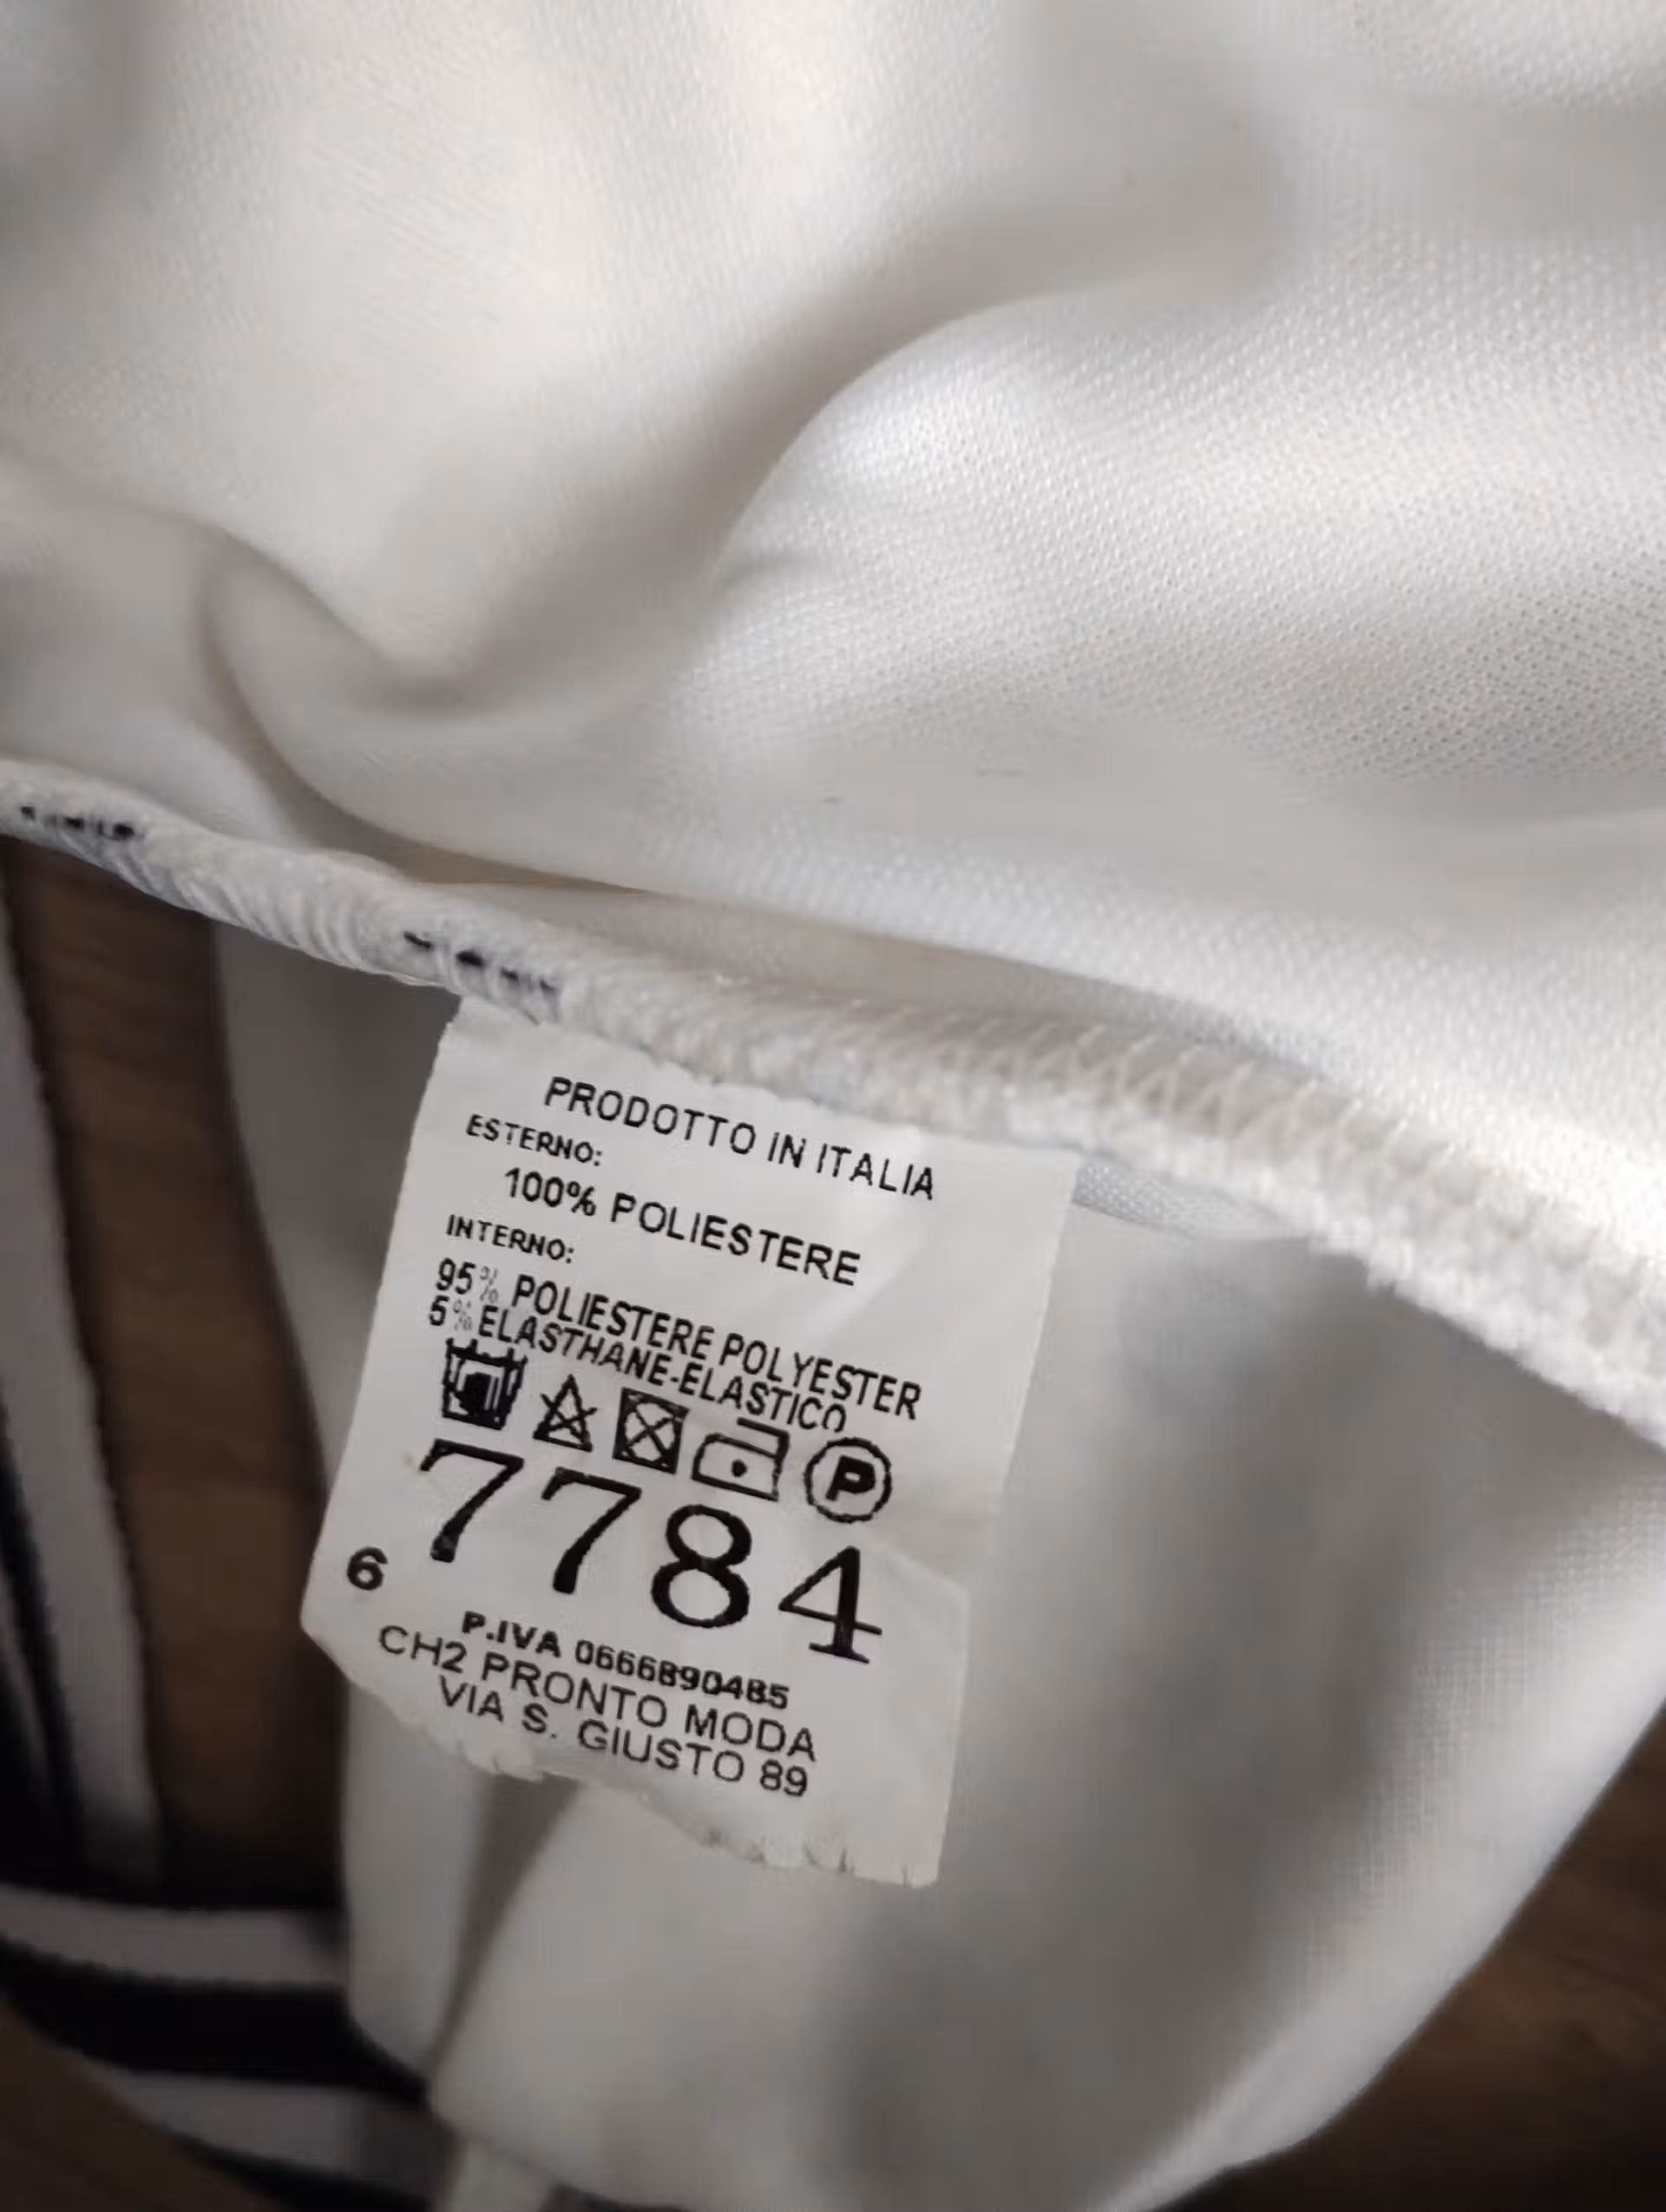 PRODOTTO IN ITALIA
ESTERNO:
100% POLIESTERE
INTERNO:
95% POLIESTERE POLYESTER
5% ELASTHANE-ELASTICO
P
7784
6
P.IVA 0666890485
CH2 PRONTO MODA
VIA S. GIUSTO 89